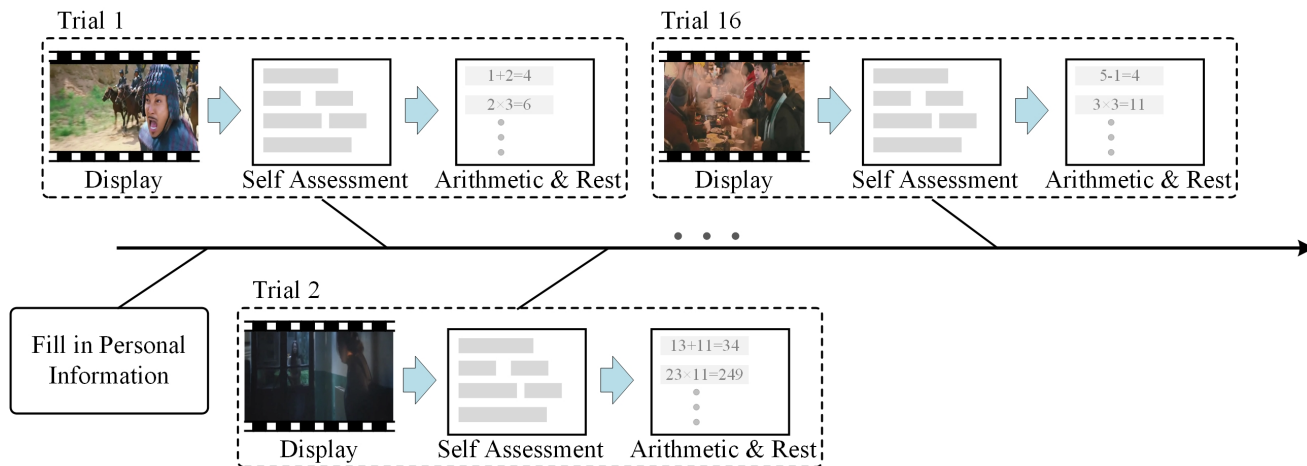 Trial 1
1+2=4
2×3=6
Display
Self Assessment
Arithmetic & Rest
Trial 16
5-1=4
3×3=11
Display
Self Assessment
Arithmetic & Rest
Fill in Personal
Information
Trial 2
13+11=34
23×11=249
Display
Self Assessment
Arithmetic & Rest